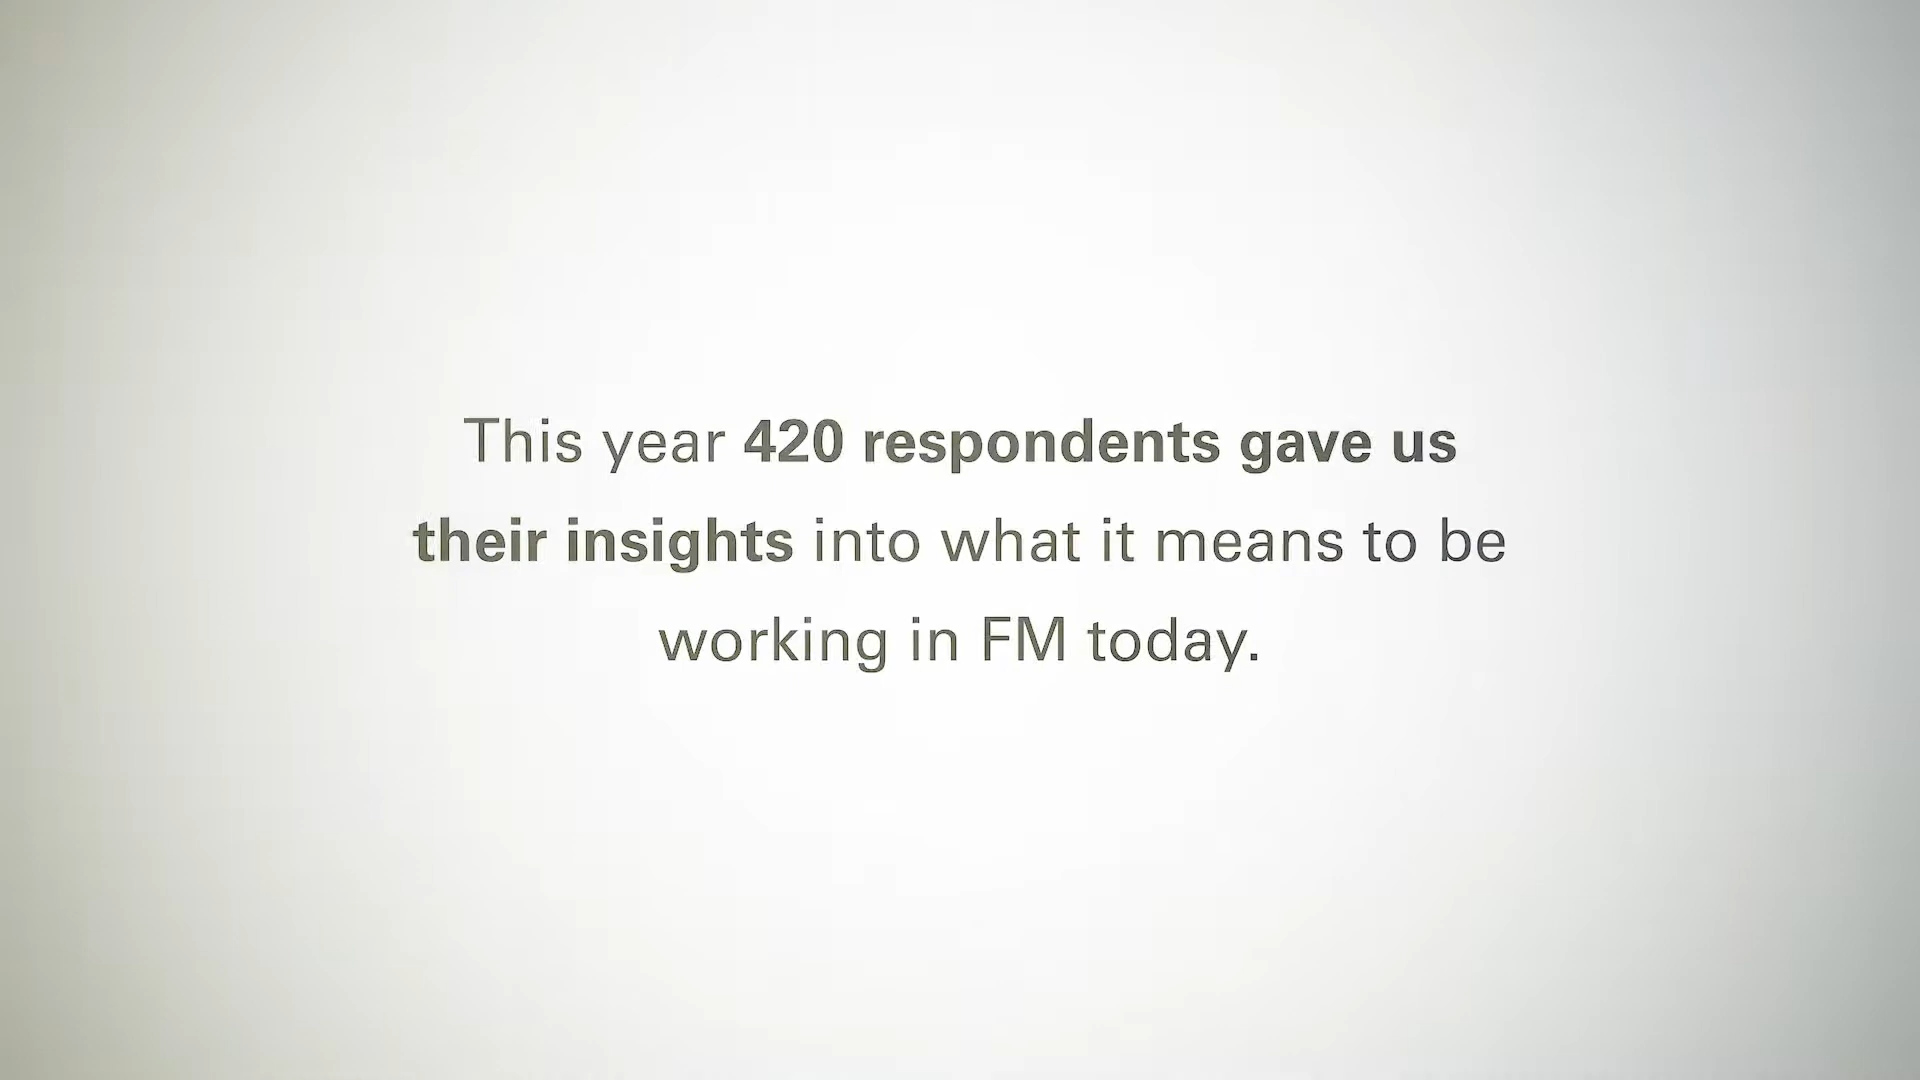 This year 420 respondents gave us
their insights into what it means to be
working in FM today.